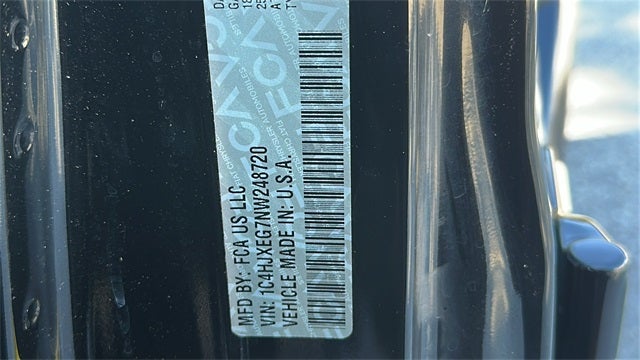 MFD BY: FCA US LLC
VIN: 1C4HJXEG7NW248720
VEHICLE MADE IN: U.S.A.